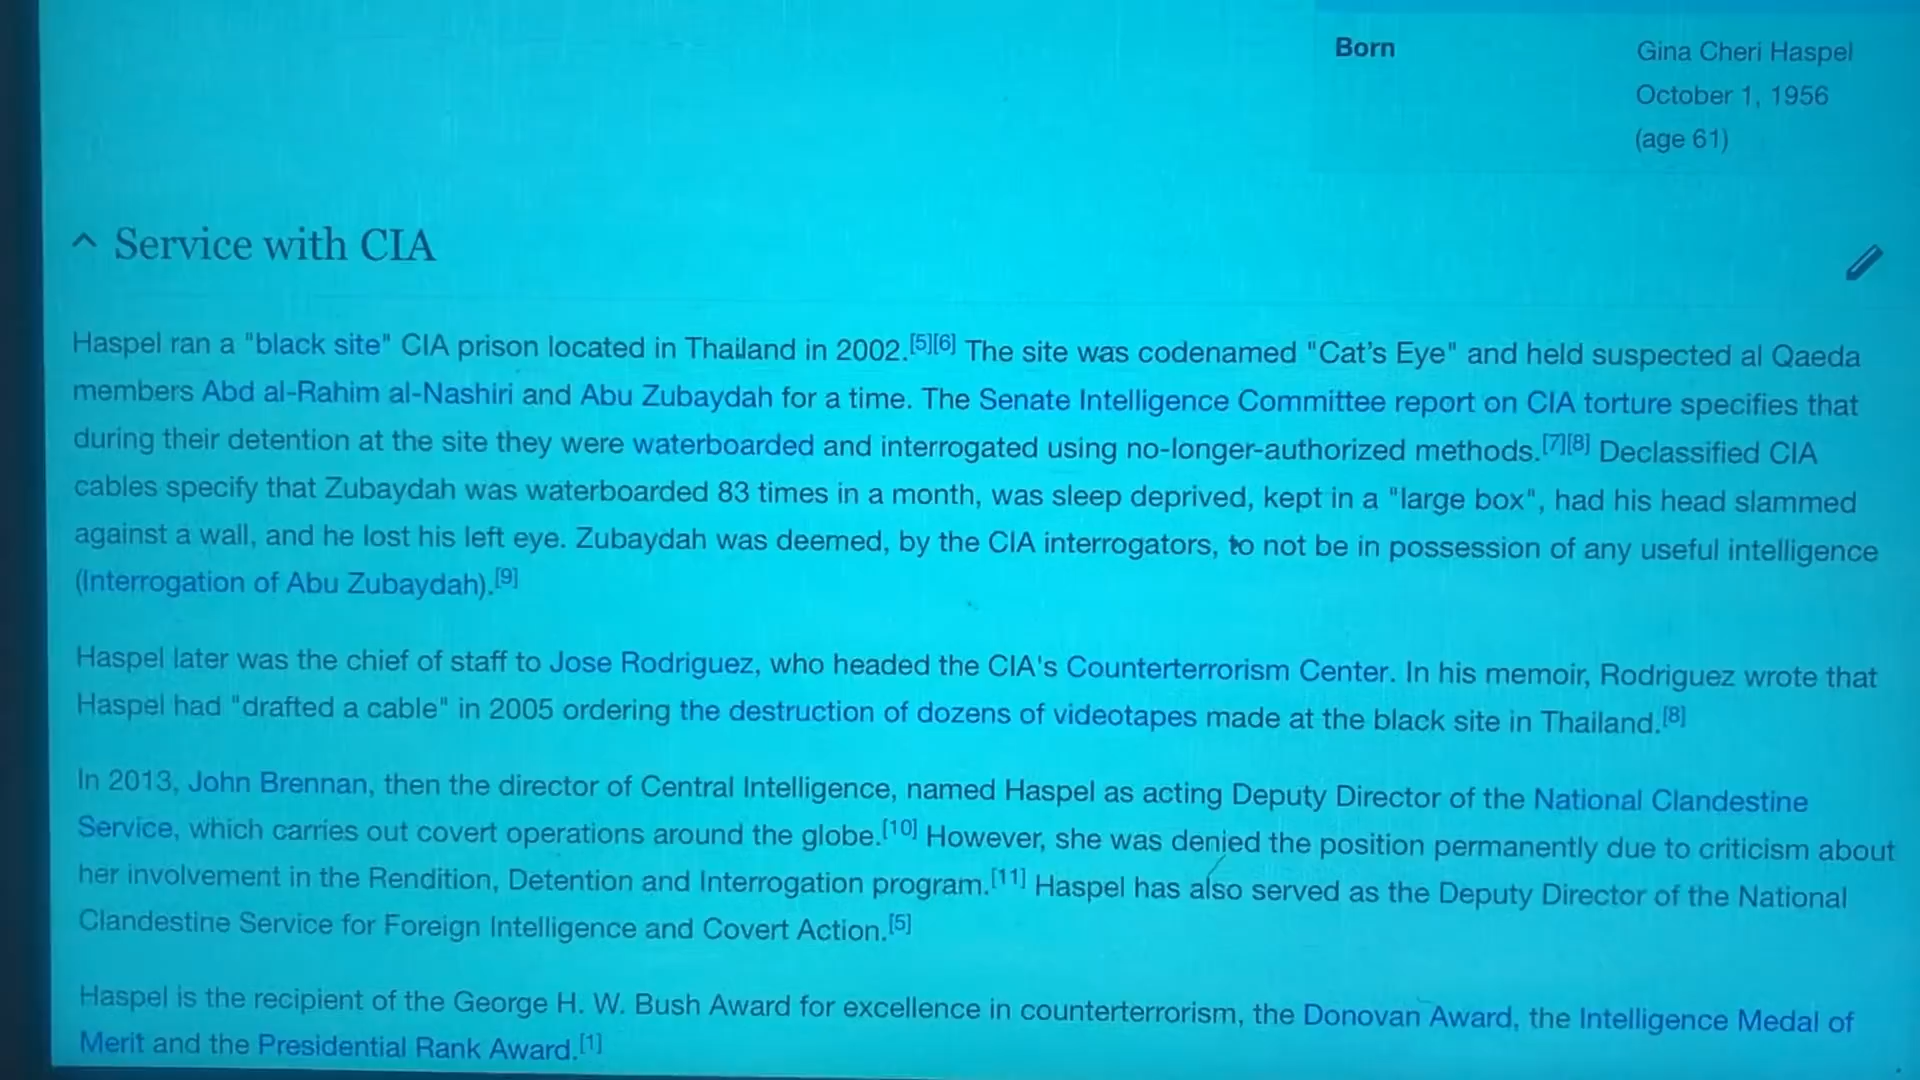 Born
Gina Cheri Haspel
October 1, 1956
(age 61)
^ Service with CIA
Haspel ran a "black site" CIA prison located in Thailand in 2002.[5][6] The site was codenamed "Cat's Eye" and held suspected al Qaeda
members Abd al-Rahim al-Nashiri and Abu Zubaydah for a time. The Senate Intelligence Committee report on CIA torture specifies that
during their detention at the site they were waterboarded and interrogated using no-longer-authorized methods.[7][8] Declassified CIA
cables specify that Zubaydah was waterboarded 83 times in a month, was sleep deprived, kept in a "large box", had his head slammed
against a wall, and he lost his left eye. Zubaydah was deemed, by the CIA interrogators, to not be in possession of any useful intelligence
(Interrogation of Abu Zubaydah).[9]
Haspel later was the chief of staff to Jose Rodriguez, who headed the CIA's Counterterrorism Center. In his memoir, Rodriguez wrote that
Haspel had "drafted a cable" in 2005 ordering the destruction of dozens of videotapes made at the black site in Thailand.[8]
In 2013, John Brennan, then the director of Central Intelligence, named Haspel as acting Deputy Director of the National Clandestine
Service, which carries out covert operations around the globe.[10] However, she was denied the position permanently due to criticism about
her involvement in the Rendition, Detention and Interrogation program.[11] Haspel has also served as the Deputy Director of the National
Clandestine Service for Foreign Intelligence and Covert Action.[5]
Haspel is the recipient of the George H. W. Bush Award for excellence in counterterrorism, the Donovan Award, the Intelligence Medal of
Merit and the Presidential Rank Award.[1]